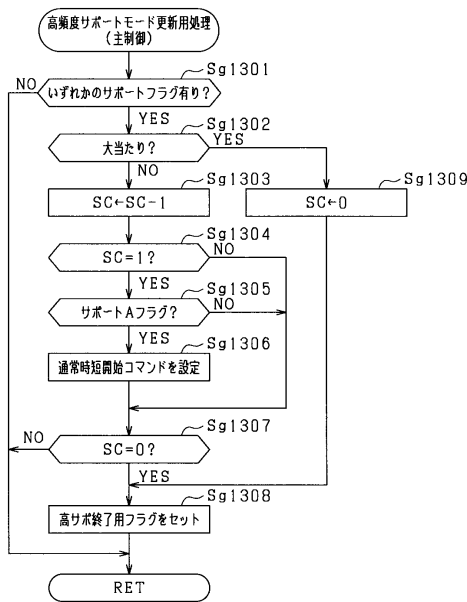 高頻度サポートモード更新用処理
(主制御)
Sg1301
NO
いずれかのサポートフラグ有り?
YES
Sg1302
大当たり?
YES
NO
Sg1303
SC←SC-1
Sg1309
SC←0
Sg1304
SC=1?
NO
YES
Sg1305
サポートAフラグ?
NO
YES
Sg1306
通常時短開始コマンドを設定
Sg1307
NO
SC=0?
YES
Sg1308
高サポ終了用フラグをセット
RET